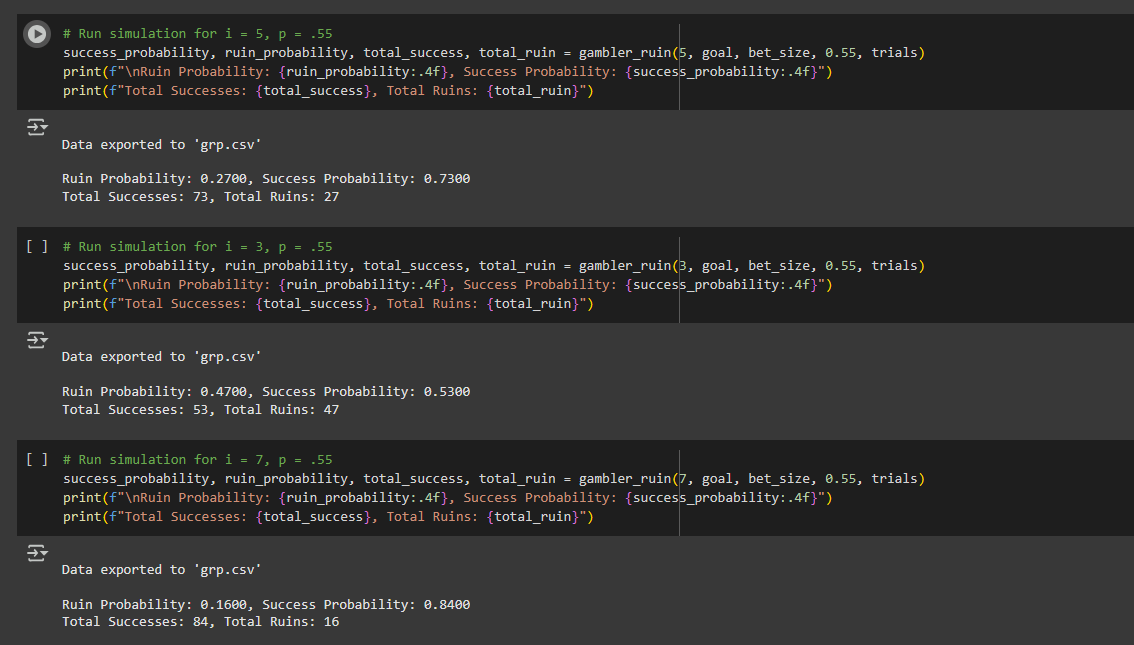 # Run simulation for i = 5, p = .55
success_probability, ruin_probability, total_success, total_ruin = gambler_ruin(5, goal, bet_size, 0.55, trials)
print(f"\nRuin Probability: {ruin_probability:.4f}, Success Probability: {success_probability:.4f}")
print(f"Total Successes: {total_success}, Total Ruins: {total_ruin}")
Data exported to 'grp.csv'
Ruin Probability: 0.2700, Success Probability: 0.7300
Total Successes: 73, Total Ruins: 27
[ ] # Run simulation for i = 3, p = .55
success_probability, ruin_probability, total_success, total_ruin = gambler_ruin(3, goal, bet_size, 0.55, trials)
print(f"\nRuin Probability: {ruin_probability:.4f}, Success Probability: {success_probability:.4f}")
print(f"Total Successes: {total_success}, Total Ruins: {total_ruin}")
Data exported to 'grp.csv'
Ruin Probability: 0.4700, Success Probability: 0.5300
Total Successes: 53, Total Ruins: 47
[ ] # Run simulation for i = 7, p = .55
success_probability, ruin_probability, total_success, total_ruin = gambler_ruin(7, goal, bet_size, 0.55, trials)
print(f"\nRuin Probability: {ruin_probability:.4f}, Success Probability: {success_probability:.4f}")
print(f"Total Successes: {total_success}, Total Ruins: {total_ruin}")
Data exported to 'grp.csv'
Ruin Probability: 0.1600, Success Probability: 0.8400
Total Successes: 84, Total Ruins: 16